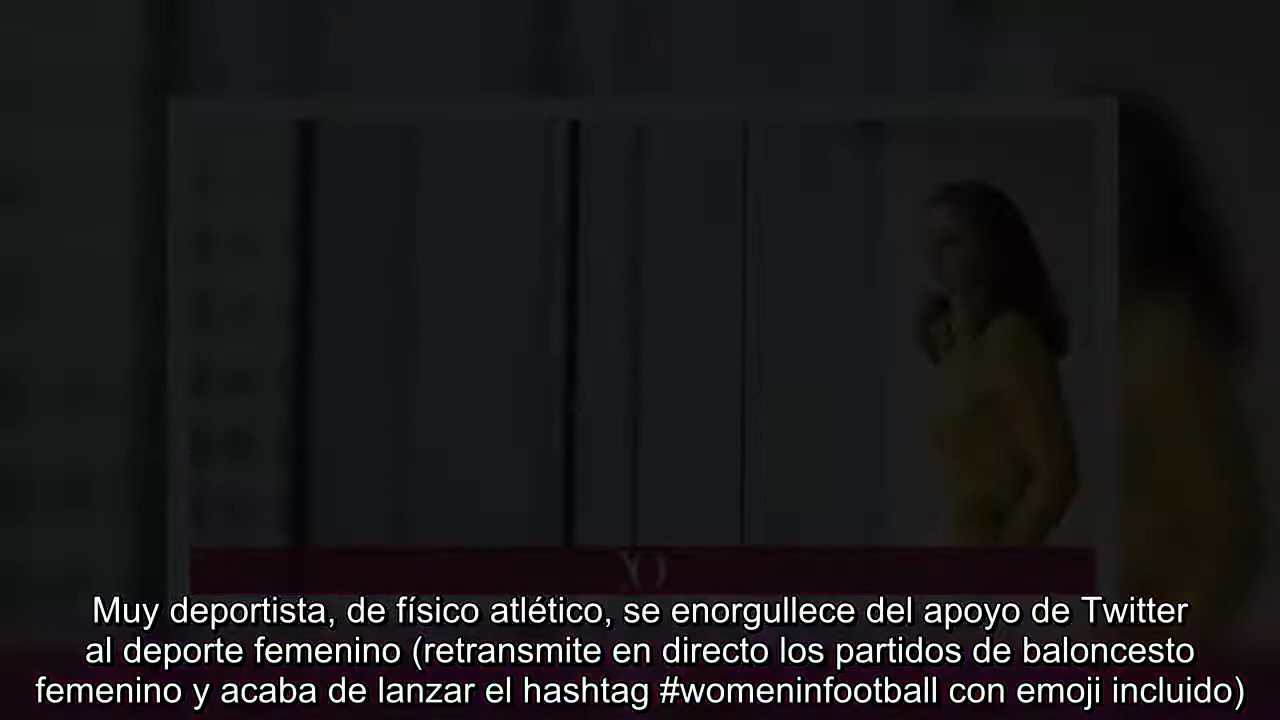 YO
Muy deportista, de físico atlético, se enorgullece del apoyo de Twitter
al deporte femenino (retransmite en directo los partidos de baloncesto
femenino y acaba de lanzar el hashtag #womeninfootball con emoji incluido)